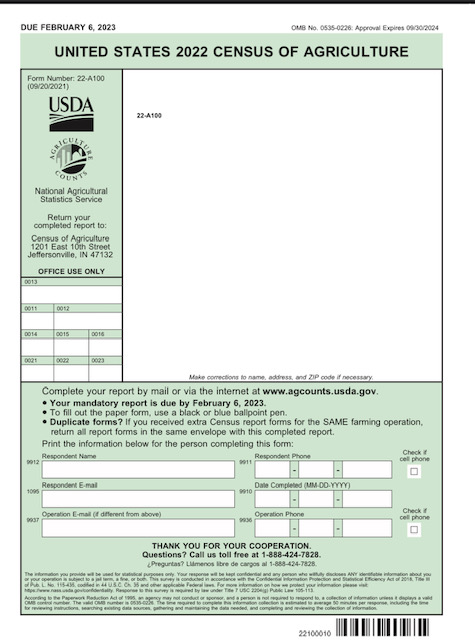 DUE FEBRUARY 6, 2023
OMB No. 0535-0226: Approval Expires 09/30/2024
UNITED STATES 2022 CENSUS OF AGRICULTURE
Form Number: 22-A100
(09/20/2021)
USDA
AGRICULTURE COUNTS
National Agricultural
Statistics Service
Return your
completed report to:
Census of Agriculture
1201 East 10th Street
Jeffersonville, IN 47132
OFFICE USE ONLY
0013
0011 0012
0014 0015 0016
0021 0022 0023
22-A100
Make corrections to name, address, and ZIP code if necessary.
Complete your report by mail or via the internet at www.agcounts.usda.gov.
• Your mandatory report is due by February 6, 2023.
• To fill out the paper form, use a black or blue ballpoint pen.
• Duplicate forms? If you received extra Census report forms for the SAME farming operation,
return all report forms in the same envelope with this completed report.
Print the information below for the person completing this form:
Respondent Name
9912
Respondent Phone
9911 - -
Check if
cell phone
Respondent E-mail
1095
Date Completed (MM-DD-YYYY)
9910 - -
Operation E-mail (if different from above)
9937
Operation Phone
9936 - -
Check if
cell phone
THANK YOU FOR YOUR COOPERATION.
Questions? Call us toll free at 1-888-424-7828.
¿Preguntas? Llámenos libre de cargos al 1-888-424-7828.
The information you provide will be used for statistical purposes only. Your response will be kept confidential and any person who willfully discloses ANY identifiable information about you
or your operation is subject to a jail term, a fine, or both. This survey is conducted in accordance with the Confidential Information Protection and Statistical Efficiency Act of 2018, Title III
of Pub. L. No. 115-435, codified in 44 U.S.C. Ch. 35 and other applicable Federal laws. For more information on how we protect your information please visit:
https://www.nass.usda.gov/confidentiality. Response to this survey is required by law under Title 7 USC 2204(g) Public Law 105-113.
According to the Paperwork Reduction Act of 1995, an agency may not conduct or sponsor, and a person is not required to respond to, a collection of information unless it displays a valid
OMB control number. The valid OMB number is 0535-0226. The time required to complete this information collection is estimated to average 50 minutes per response, including the time
for reviewing instructions, searching existing data sources, gathering and maintaining the data needed, and completing and reviewing the collection of information.
22100010